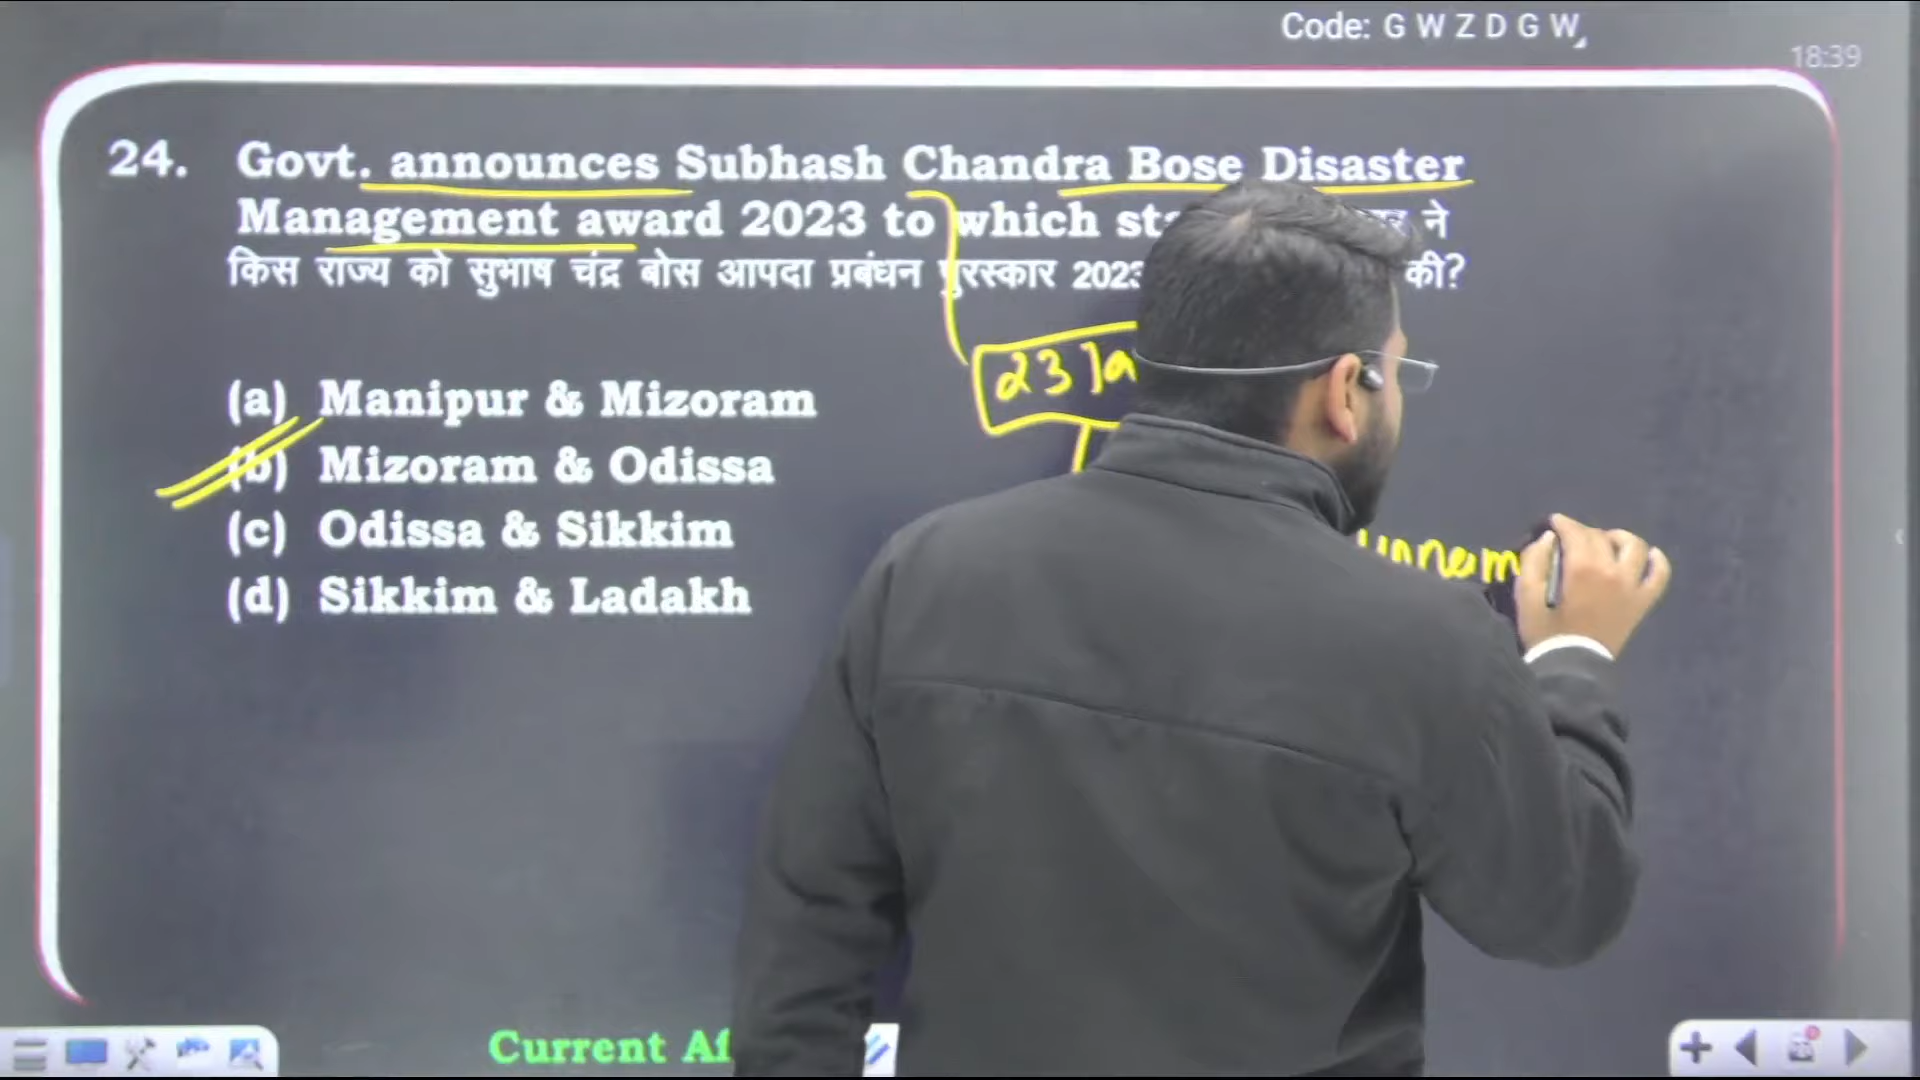 Code: G W Z D G W
18:39
24. Govt. announces Subhash Chandra Bose Disaster
Management award 2023 to which
ने
किस राज्य को सुभाष चंद्र बोस आपदा प्रबंधन पुरस्कार 2023
की?
23 Ja
(a) Manipur & Mizoram
(b) Mizoram & Odissa
(c) Odissa & Sikkim
(d) Sikkim & Ladakh
Current Af